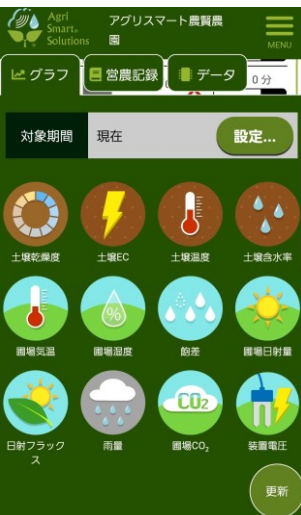 Agri
Smart®
Solutions
アグリスマート農賢農
園
MENU
グラフ
営農記録
データ
0 分
対象期間
現在
設定...
土壌乾燥度
土壌EC
土壌温度
土壌含水率
圃場気温
%
圃場湿度
飽差
圃場日射量
日射フラック
ス
雨量
CO2
圃場CO₂
装置電圧
更新